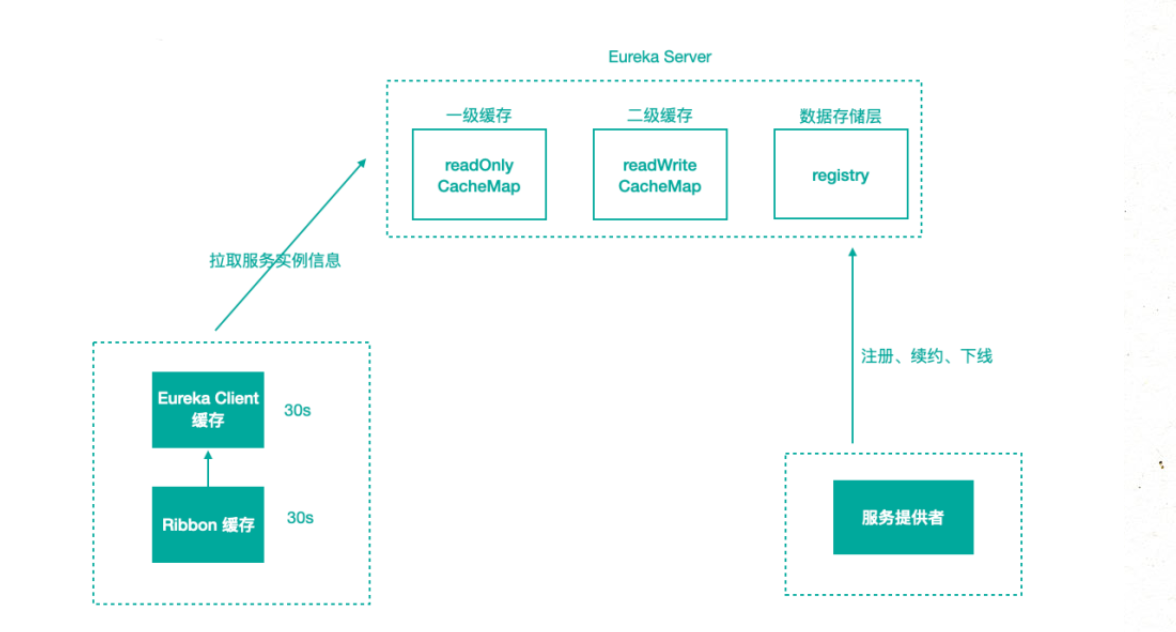 Eureka Server
一级缓存
二级缓存
数据存储层
readOnly
CacheMap
readWrite
CacheMap
registry
拉取服务实例信息
注册、续约、下线
Eureka Client
缓存
30s
Ribbon 缓存
30s
服务提供者